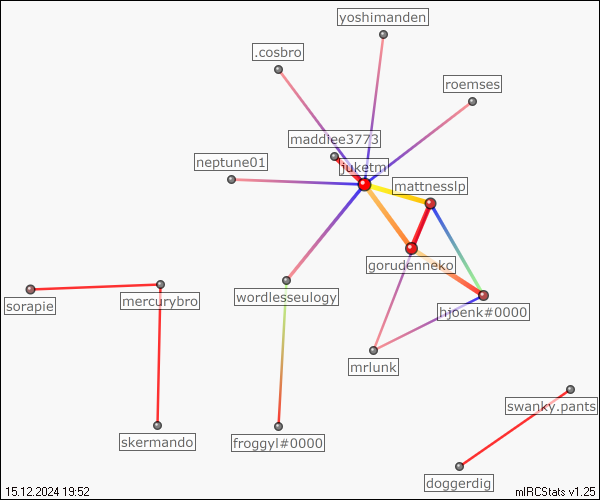 yoshimanden
.cosbro
roemses
maddiee3773
juketm
neptune01
mattnesslp
gorudenneko
wordlesseulogy
mercurybro
sorapie
hjoenk#0000
mrlunk
swanky.pants
skermando
froggyl#0000
doggerdig
15.12.2024 19:52
mIRCStats v1.25